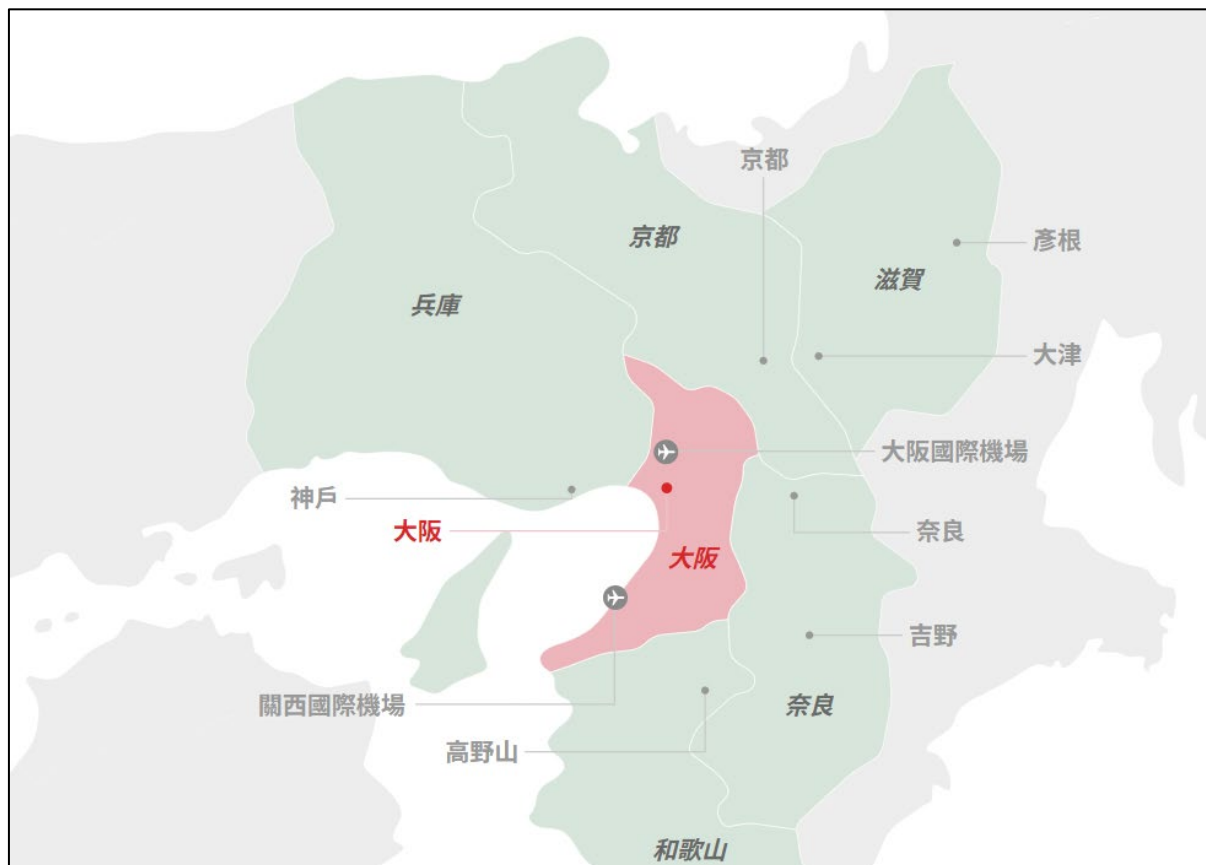 京都
京都
彥根
滋賀
兵庫
大津
大阪國際機場
神戶
大阪
奈良
大阪
吉野
關西國際機場
奈良
高野山
和歌山